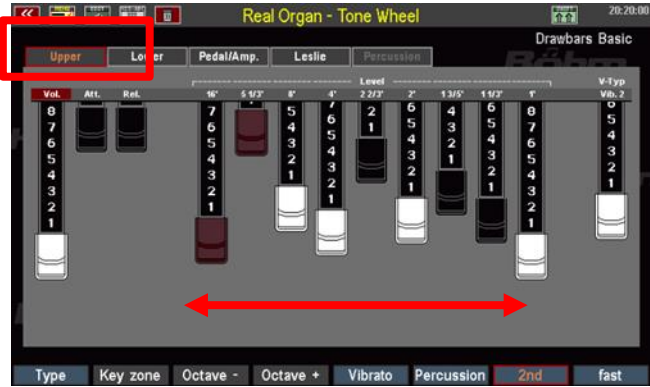 Real Organ - Tone Wheel 20:20:00
Drawbars Basic
Upper Lower Pedal/Amp. Leslie Percussion
Böhm
Level V-Typ
Vol. Att. Rel. 16' 5 1/3' 8' 4' 2 2/3' 2' 1 3/5' 1 1/3' 1' Vib. 2
8 7 6 5 4 3 2 1
7 6 5 4 3 2 1
5 4 3 2 1
5 4 3 2 1
2 1
6 5 4 3 2 1
4 3 2 1
6 5 4 3 2 1
8 7 6 5 4 3 2 1
5 4 3 2 1
Type Key zone Octave - Octave + Vibrato Percussion 2nd fast